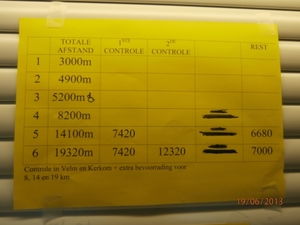 TOTALE AFSTAND 1STE CONTROLE 2DE CONTROLE REST
1 3000m
2 4900m
3 5200m
4 8200m
5 14100m 7420 6680
6 19320m 7420 12320 7000
Controle in Velm en Kerkom + extra bevoorrading voor
8, 14 en 19 km.
19/06/2013